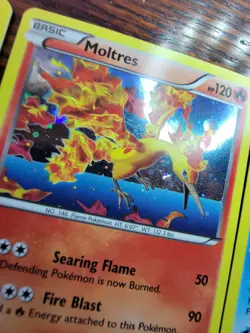 BASIC
Moltres
HP120
NO. 146 Flame Pokémon HT: 6'07" WT: 132.3 lbs.
Searing Flame 50
Defending Pokémon is now Burned.
Fire Blast 90
Energy attached to this Pokémon.